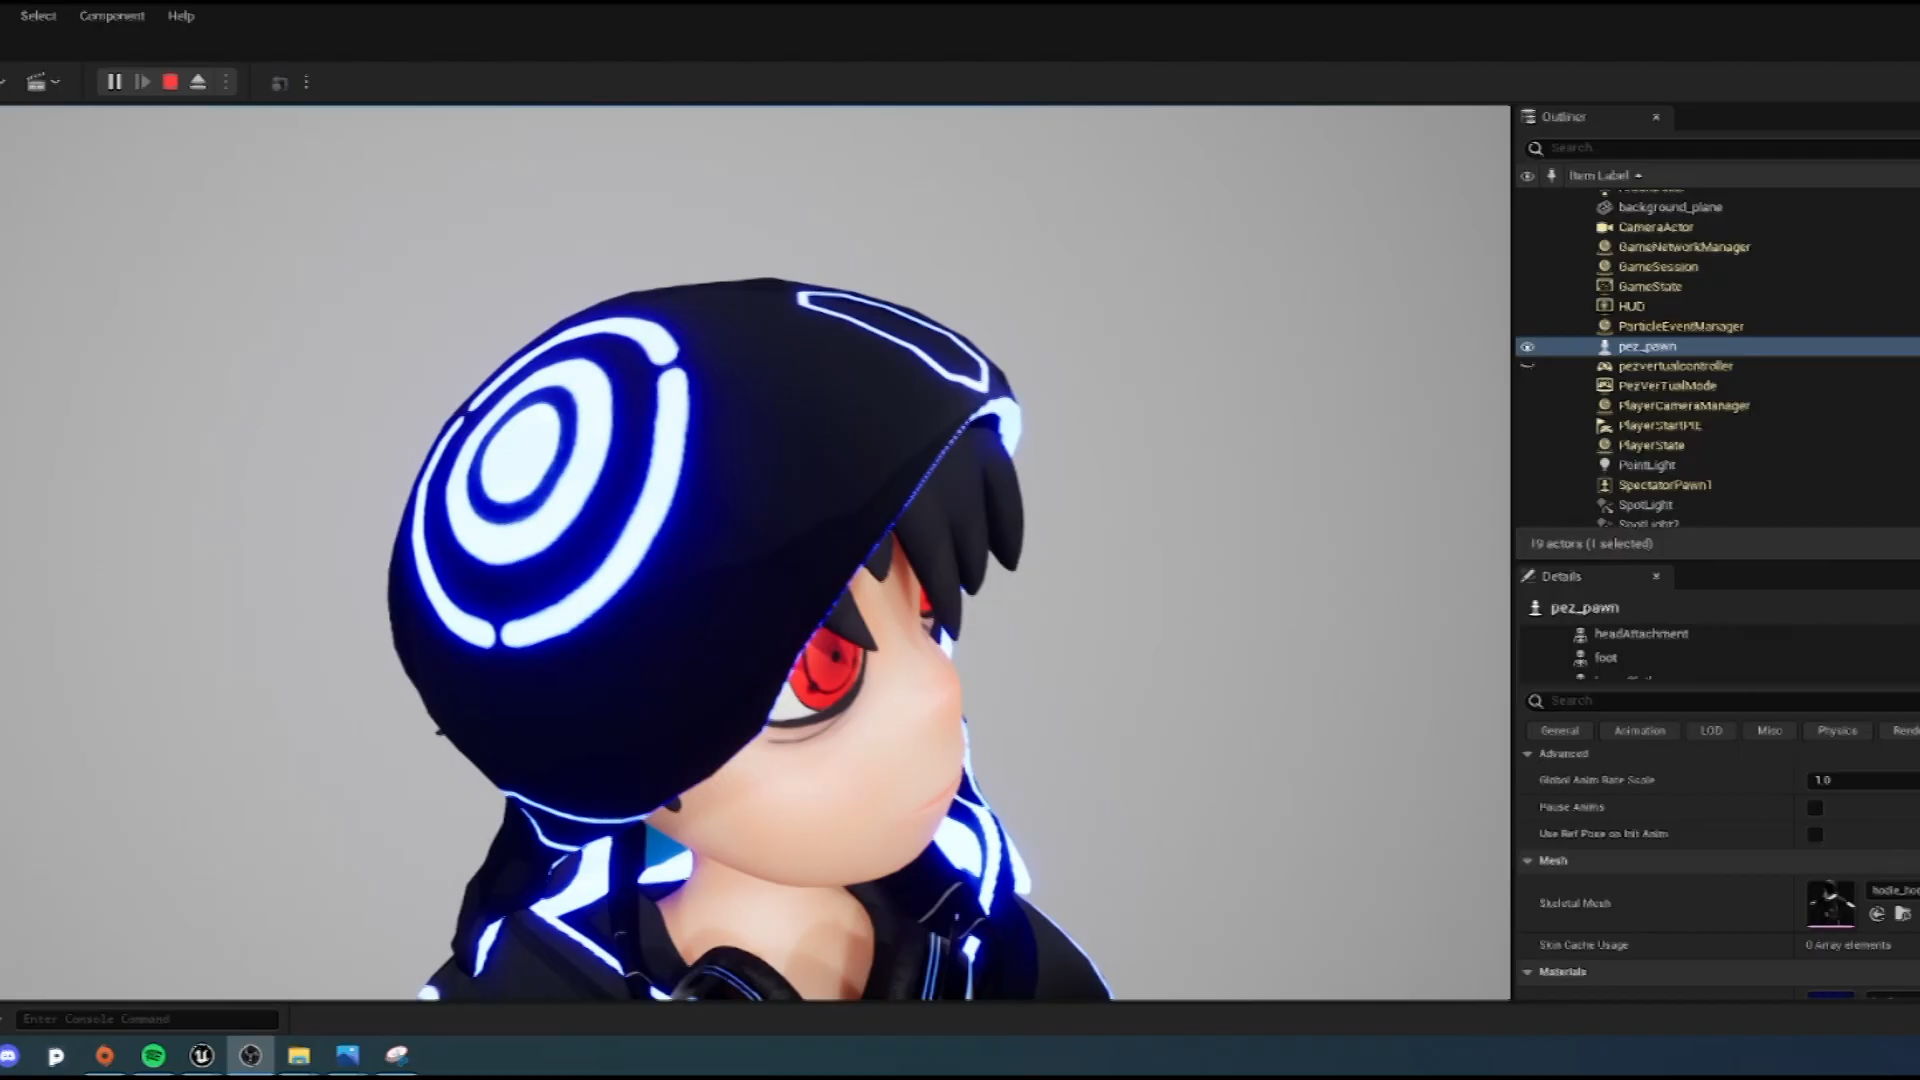 Select Component Help
Outliner
Search...
Item Label
background_plane
CameraActor
GameNetworkManager
GameSession
GameState
HUD
ParticleEventManager
pez_pawn
pezvertualcontroller
PezVerTualMode
PlayerCameraManager
PlayerStartPIE
PlayerState
PointLight
SpectatorPawn1
SpotLight
SpotLight2
19 actors (1 selected)
Details
pez_pawn
headAttachment
foot
Search
General Animation LOD Misc Physics Rende
Advanced
Global Anim Rate Scale 1.0
Pause Anims
Use Ref Pose on Init Anim
Mesh
Skeletal Mesh
Skin Cache Usage 0 Array elements
Materials
Enter Console Command